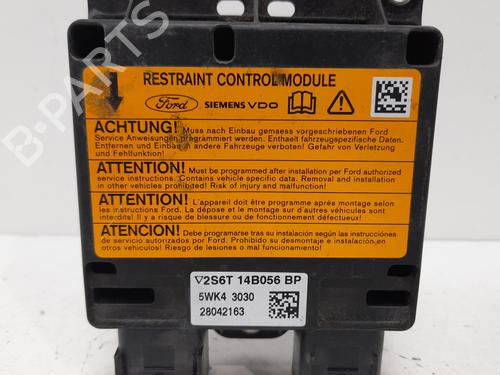 RESTRAINT CONTROL MODULE
Ford SIEMENS VDO
ACHTUNG! Muss nach Einbau gemaess vorgeschriebenen Ford
Service Anweisungen programmiert werden. Enthaelt fahrzeugspezifische Daten.
Entfernen und Einbau in andere Fahrzeuge verboten! Gefahr von Verletzung
und Fehlfunktion!
ATTENTION! Must be programmed after installation per Ford authorized
service instructions. Contains vehicle specific data. Removal and installation
in other vehicles prohibited! Risk of injury and malfunction!
ATTENTION! L'appareil doit être programme après montage selon
les instructions Ford. La dépose et le montage sur d'autres véhicules sont
interdits! Il y a risque de blessure ou de fonctionnement défectueux!
ATENCION! Debe programarse tras su instalación según las instrucciónes
de servicio autorizados por Ford. Prohibido su desmontaje e instalación en
otros vehículos! Riesgo de lesiones o mal funcionamiento!
▽2S6T 14B056 BP
5WK4 3030
28042163
B-PARTS